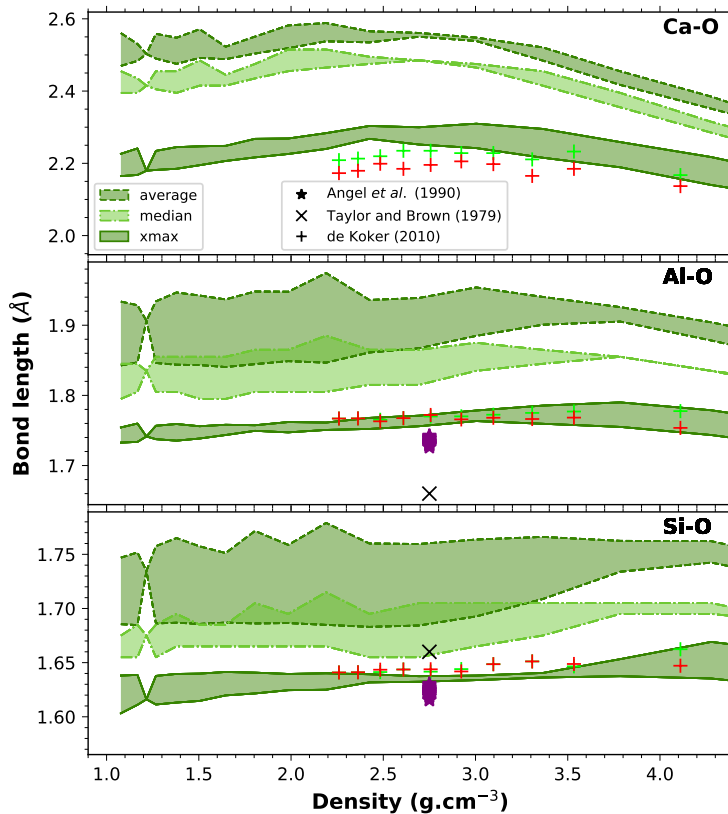 Ca-O
2.6
2.4
2.2
2.0
average
median
xmax
Angel et al. (1990)
Taylor and Brown (1979)
de Koker (2010)
Al-O
1.9
1.8
1.7
Bond length (Å)
Si-O
1.75
1.70
1.65
1.60
1.0 1.5 2.0 2.5 3.0 3.5 4.0
Density (g.cm⁻³)